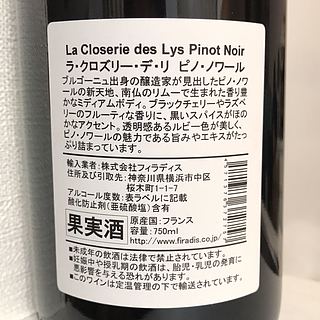 La Closerie des Lys Pinot Noir
ラ・クロズリー・デ・リ ピノ・ノワール
ブルゴーニュ出身の醸造家が見出したピノ・ノワ
ールの新天地、南仏のリムーで生まれた香り豊
かなミディアムボディ。ブラックチェリーやラズベ
リーのフルーティな香りに、黒いスパイスがほの
かなアクセント。透明感あるルビー色が美しく、
ピノ・ノワールの魅力である旨みやエキスがたっ
ぷり詰まっています。
輸入業者:株式会社フィラディス
住所及び引取先:神奈川県横浜市中区
桜木町1-1-7
アルコール度数:表ラベルに記載
酸化防止剤(亜硫酸塩)含有
果実酒
原産国:フランス
容量:750ml
http://www.firadis.co.jp/
■未成年の飲酒は法律で禁止されています。
■妊娠中や授乳期の飲酒は、胎児・乳児の発育に
悪影響を与える恐れがあります。
■このワインは定温管理の下で輸送されています。